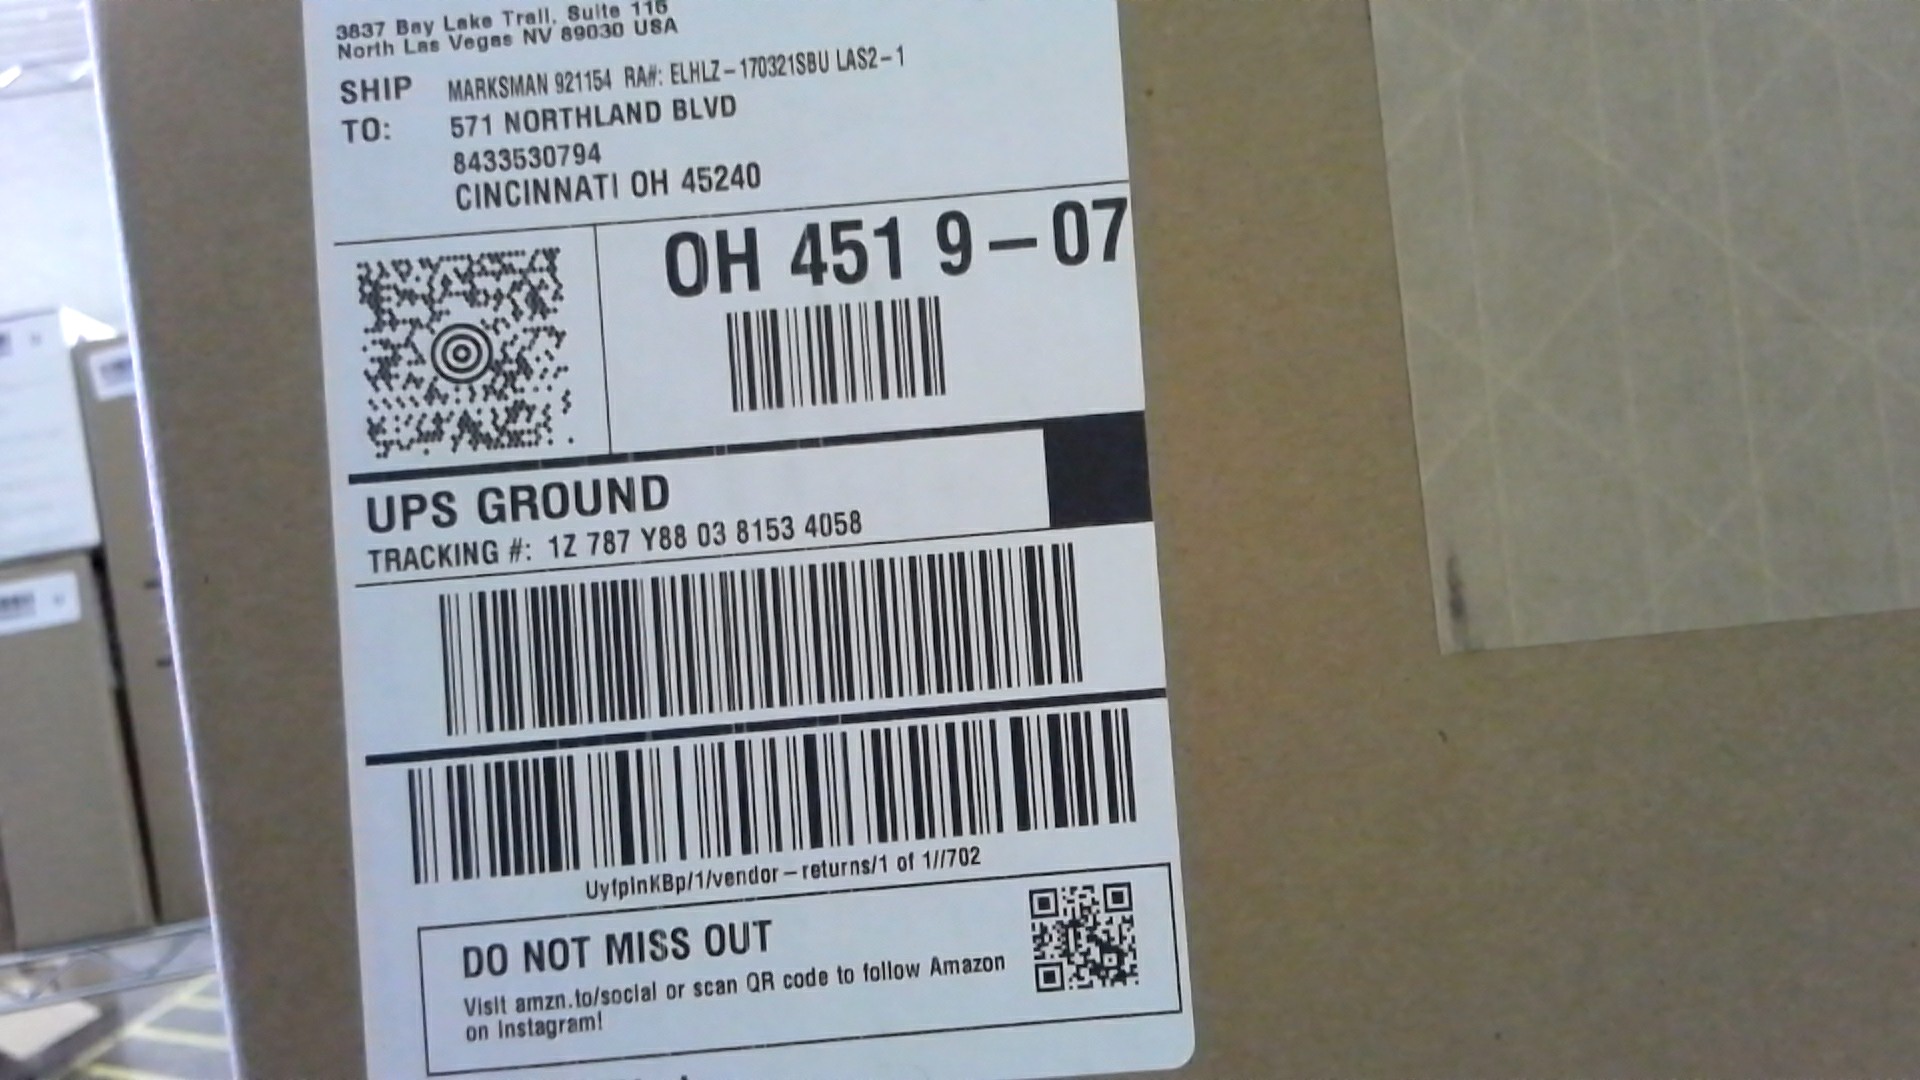 3837 Bay Lake Trail, Suite 115
North Las Vegas NV 89030 USA
SHIP TO:
MARKSMAN 921154 RA#: ELHLZ-170321SBU LAS2-1
571 NORTHLAND BLVD
8433530794
CINCINNATI OH 45240
OH 451 9-07
UPS GROUND
TRACKING #: 1Z 787 Y88 03 8153 4058
UyfpinKBp/1/vendor-returns/1 of 1//702
DO NOT MISS OUT
Visit amzn.to/social or scan QR code to follow Amazon
on Instagram!